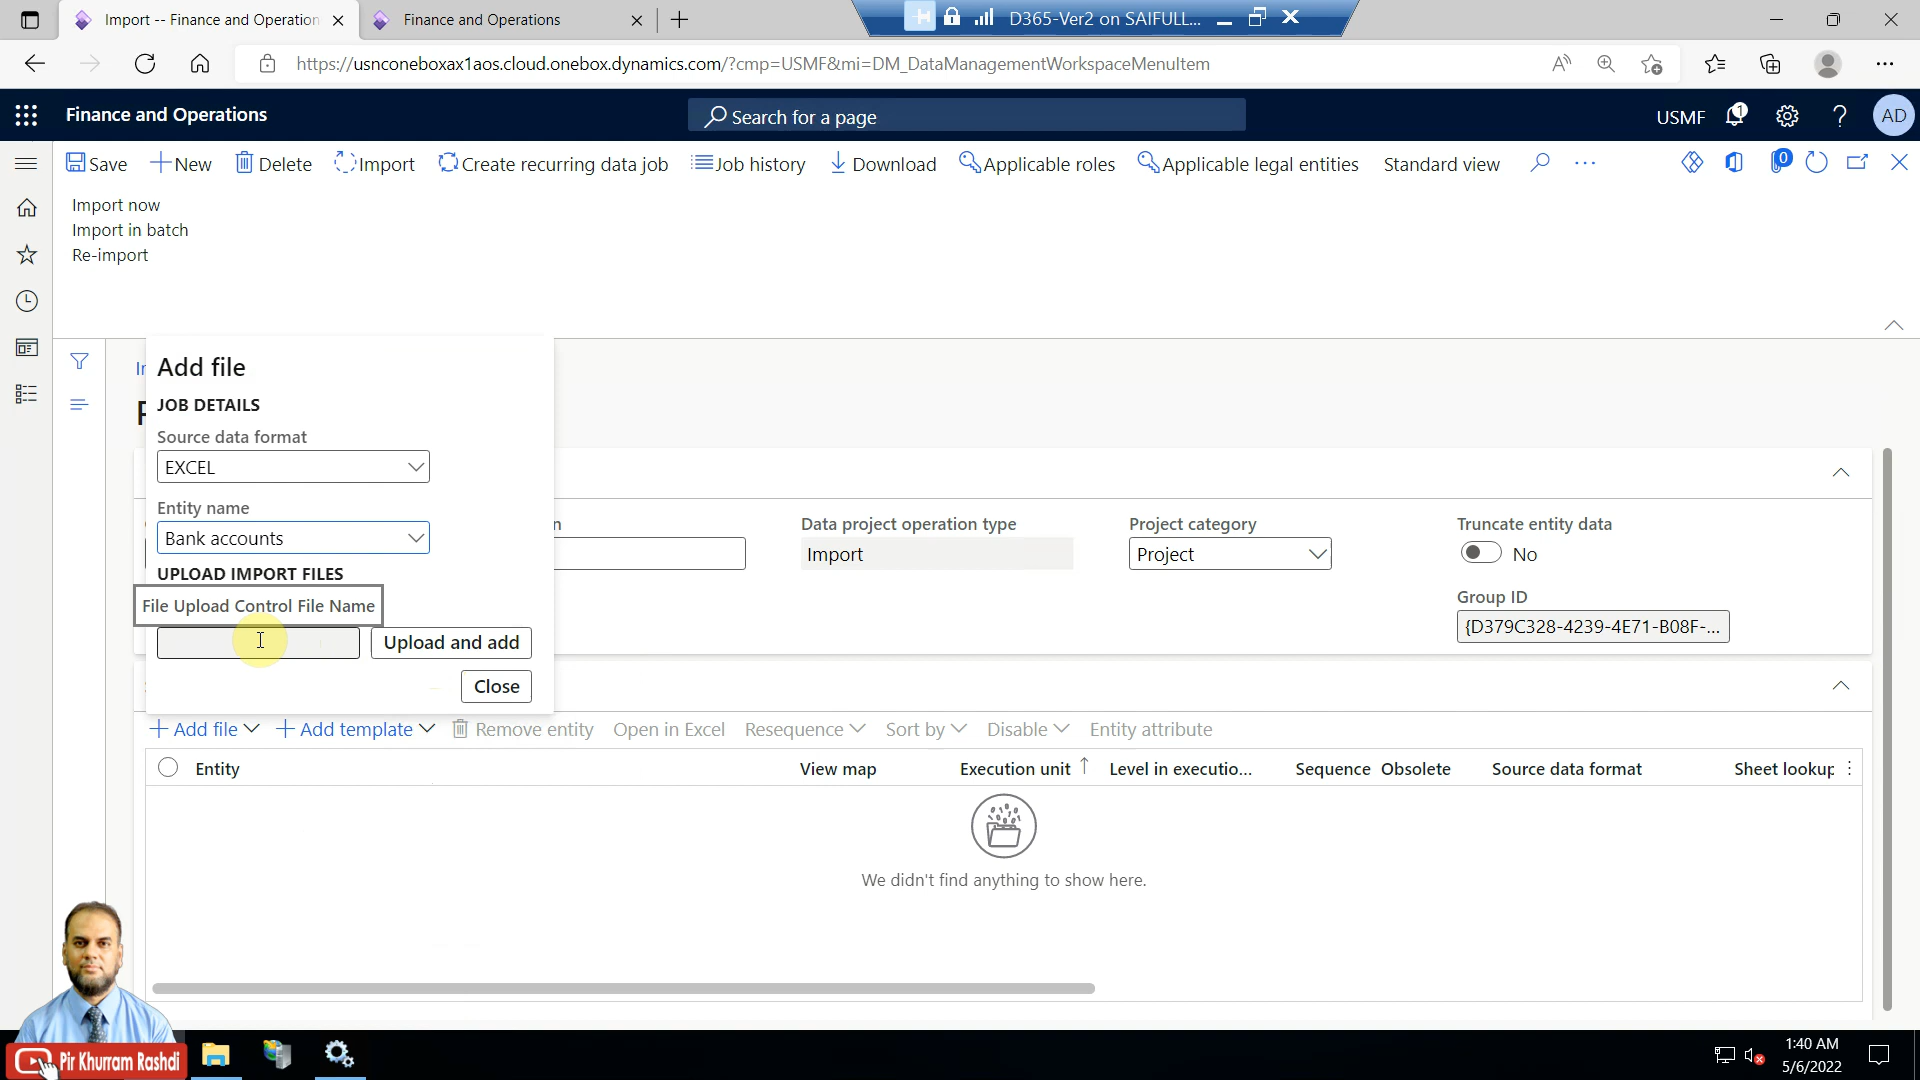 Import -- Finance and Operation
Finance and Operations
D365-Ver2 on SAIFULL...
https://usnconeboxax1aos.cloud.onebox.dynamics.com/?cmp=USMF&mi=DM_DataManagementWorkspaceMenuItem
Finance and Operations
Search for a page
USMF
1
AD
Save
New
Delete
Import
Create recurring data job
Job history
Download
Applicable roles
Applicable legal entities
Standard view
0
Import now
Import in batch
Re-import
Add file
JOB DETAILS
Source data format
EXCEL
Entity name
Bank accounts
UPLOAD IMPORT FILES
File Upload Control File Name
Upload and add
Close
Data project operation type
Import
Project category
Project
Truncate entity data
No
Group ID
{D379C328-4239-4E71-B08F-...
Add file
Add template
Remove entity
Open in Excel
Resequence
Sort by
Disable
Entity attribute
Entity
View map
Execution unit
Level in executio...
Sequence
Obsolete
Source data format
Sheet lookup
We didn't find anything to show here.
Pir Khurram Rashdi
1:40 AM
5/6/2022